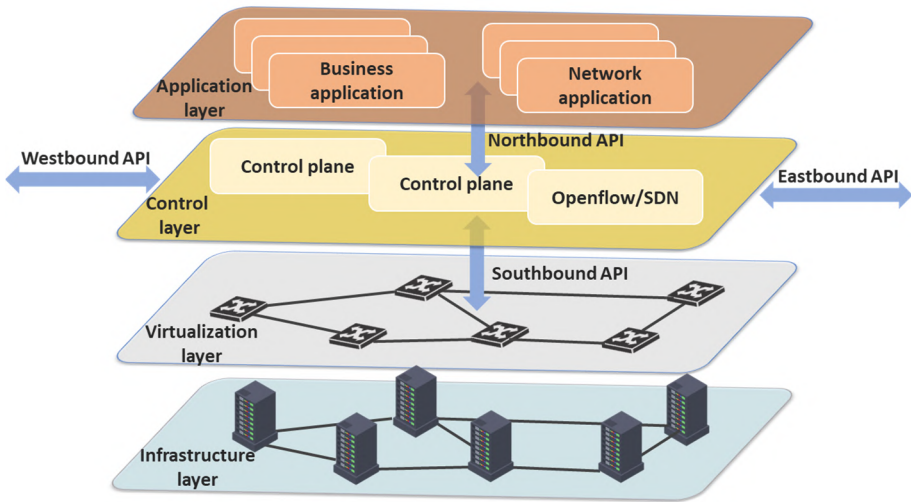 Business
application
Network
application
Application
layer
Northbound API
Westbound API
Control plane
Control plane
Openflow/SDN
Eastbound API
Control
layer
Southbound API
Virtualization
layer
Infrastructure
layer